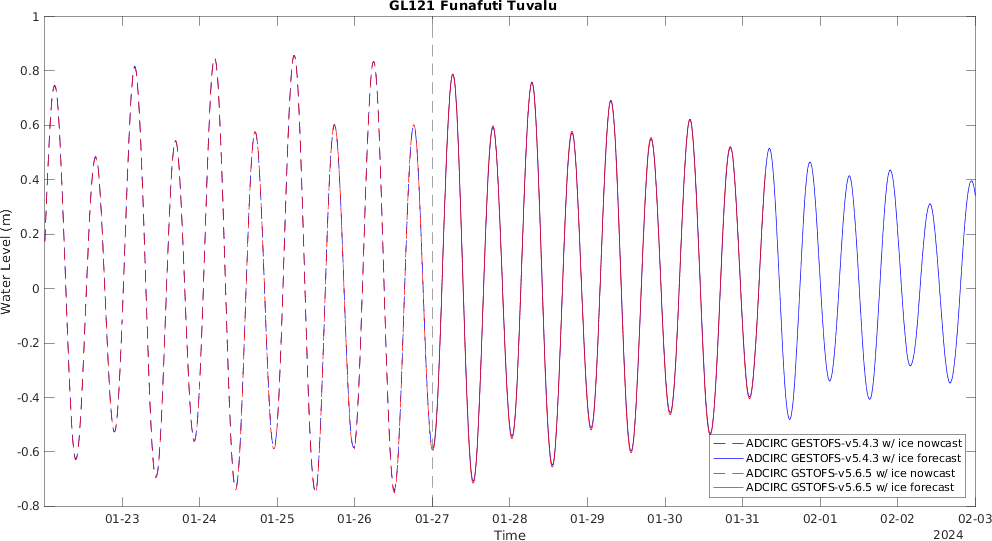 GL121 Funafuti Tuvalu
1
0.8
0.6
0.4
0.2
0
-0.2
-0.4
-0.6
-0.8
Water Level (m)
ADCIRC GESTOFS-v5.4.3 w/ ice nowcast
ADCIRC GESTOFS-v5.4.3 w/ ice forecast
ADCIRC GSTOFS-v5.6.5 w/ ice nowcast
ADCIRC GSTOFS-v5.6.5 w/ ice forecast
01-23 01-24 01-25 01-26 01-27 01-28 01-29 01-30 01-31 02-01 02-02 02-03
Time
2024